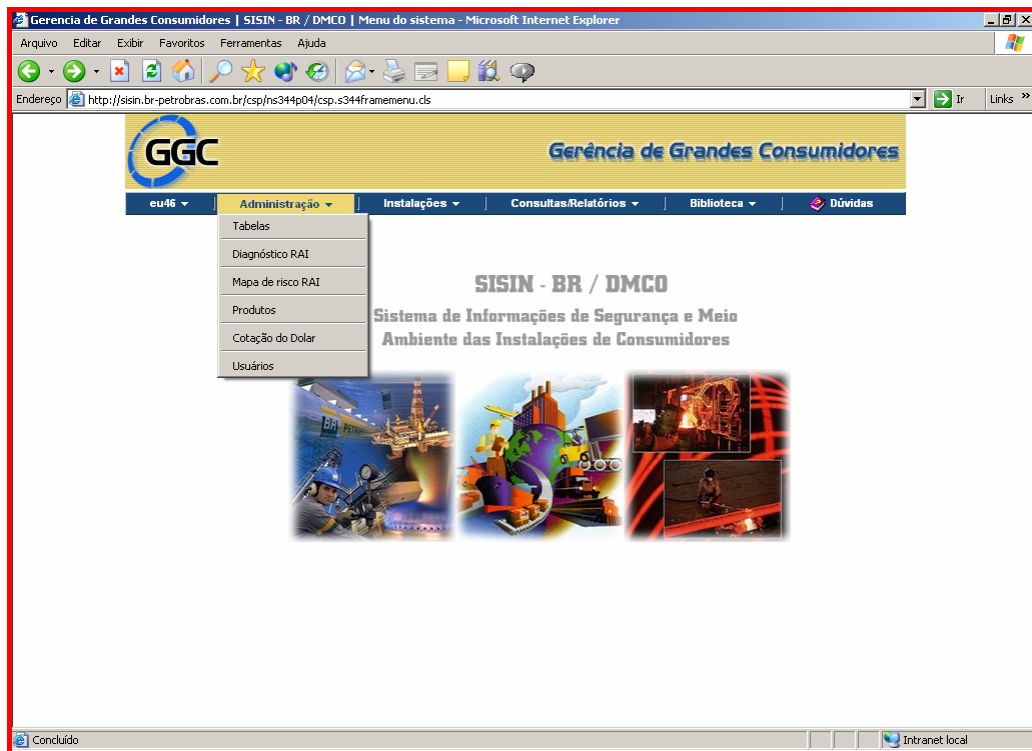 Gerencia de Grandes Consumidores | SISIN - BR / DMCO | Menu do sistema - Microsoft Internet Explorer
Arquivo Editar Exibir Favoritos Ferramentas Ajuda
Endereço http://sisin.br-petrobras.com.br/csp/ns344p04/csp.s344framemenu.cls Ir Links »
GGC Gerência de Grandes Consumidores
eu46 Administração Instalações Consultas/Relatórios Biblioteca Dúvidas
Tabelas
Diagnóstico RAI
Mapa de risco RAI
Produtos
Cotação do Dolar
Usuários
SISIN - BR / DMCO
Sistema de Informações de Segurança e Meio
Ambiente das Instalações de Consumidores
BR
Concluído Intranet local